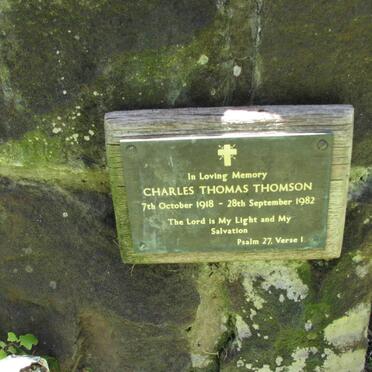 In Loving Memory
CHARLES THOMAS THOMSON
7th October 1918 - 28th September 1982
The Lord is My Light and My
Salvation
Psalm 27, Verse 1